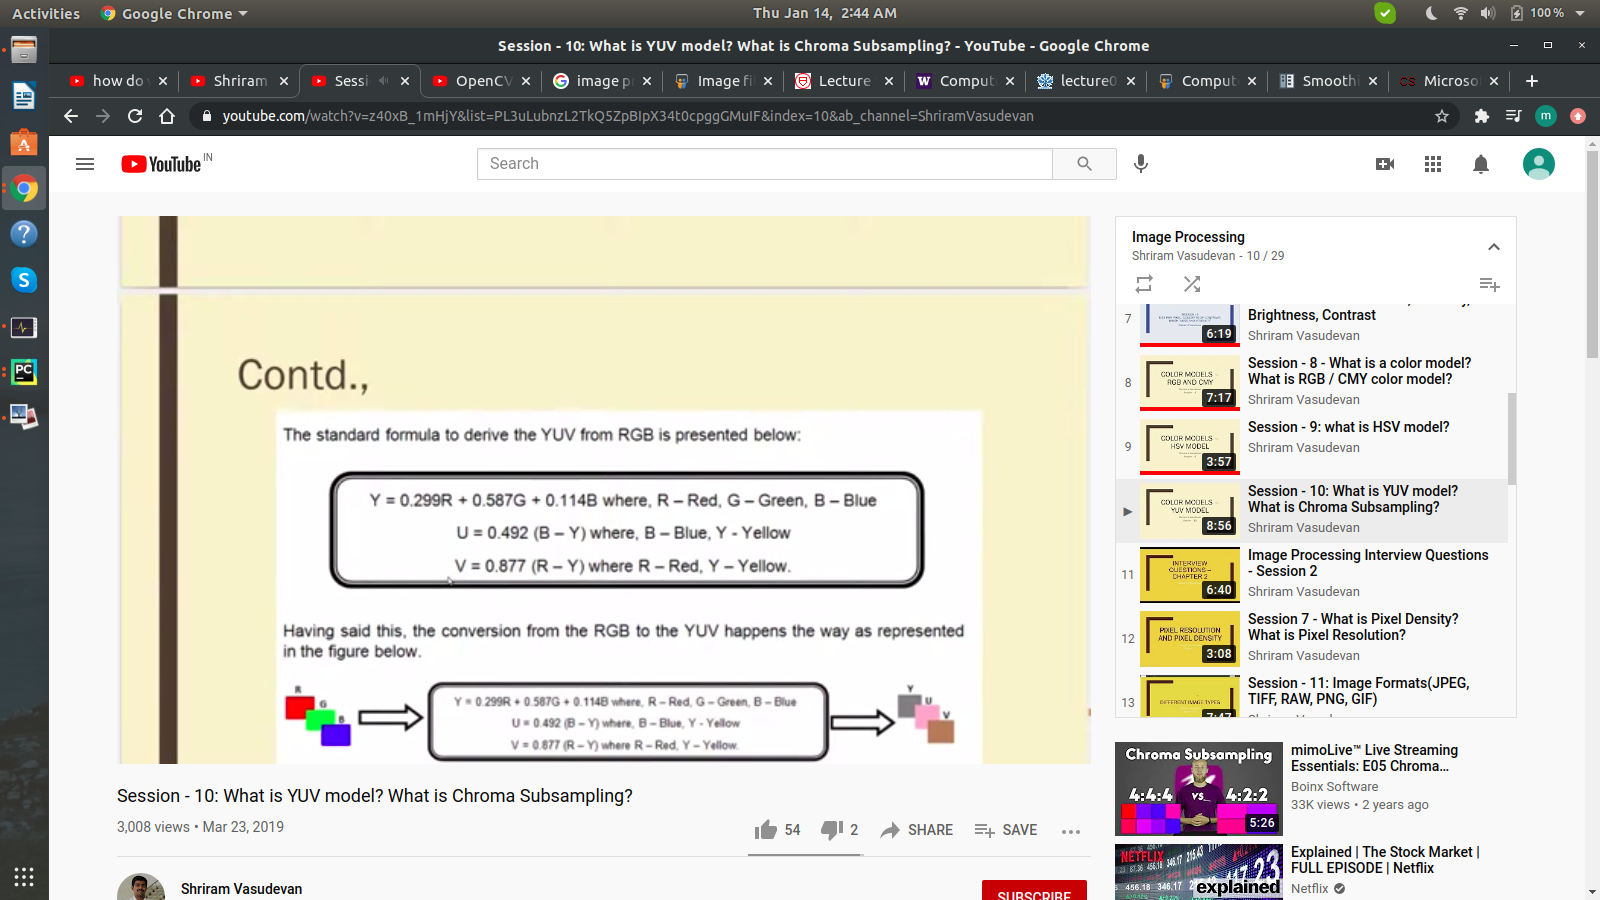 Activities
Google Chrome
Thu Jan 14, 2:44 AM
100 %
Session - 10: What is YUV model? What is Chroma Subsampling? - YouTube - Google Chrome
how do
Shriram
Sessi
OpenCV
image p
Image fi
Lecture
Comput
lecture0
Comput
Smooth
Microso
youtube.com/watch?v=z40xB_1mHjY&list=PL3uLubnzL2TkQ5ZpBIpX34t0cpggGMuIF&index=10&ab_channel=ShriramVasudevan
m
YouTube IN
Search
Contd.,
The standard formula to derive the YUV from RGB is presented below:
Y = 0.299R + 0.587G + 0.114B where, R – Red, G – Green, B – Blue
U = 0.492 (B – Y) where, B – Blue, Y - Yellow
V = 0.877 (R – Y) where R – Red, Y – Yellow.
Having said this, the conversion from the RGB to the YUV happens the way as represented
in the figure below.
R
G
B
Y = 0.299R + 0.587G + 0.114B where, R – Red, G – Green, B – Blue
U = 0.492 (B – Y) where, B – Blue, Y - Yellow
V = 0.877 (R – Y) where R – Red, Y – Yellow.
Y
U
V
Session - 10: What is YUV model? What is Chroma Subsampling?
3,008 views • Mar 23, 2019
54
2
SHARE
SAVE
Shriram Vasudevan
SUBSCRIBE
Image Processing
Shriram Vasudevan - 10 / 29
7
6:19
Brightness, Contrast
Shriram Vasudevan
8
COLOR MODELS –
RGB AND CMY
7:17
Session - 8 - What is a color model?
What is RGB / CMY color model?
Shriram Vasudevan
9
COLOR MODELS –
HSV MODEL
3:57
Session - 9: what is HSV model?
Shriram Vasudevan
COLOR MODELS –
YUV MODEL
8:56
Session - 10: What is YUV model?
What is Chroma Subsampling?
Shriram Vasudevan
11
INTERVIEW
QUESTIONS –
CHAPTER 2
6:40
Image Processing Interview Questions
- Session 2
Shriram Vasudevan
12
PIXEL RESOLUTION
AND PIXEL DENSITY
3:08
Session 7 - What is Pixel Density?
What is Pixel Resolution?
Shriram Vasudevan
13
DIFFERENT IMAGE TYPES
7:47
Session - 11: Image Formats(JPEG,
TIFF, RAW, PNG, GIF)
Chroma Subsampling
4:4:4
VS.
4:2:2
5:26
mimoLive™ Live Streaming
Essentials: E05 Chroma...
Boinx Software
33K views • 2 years ago
NETFLIX
explained
Explained | The Stock Market |
FULL EPISODE | Netflix
Netflix